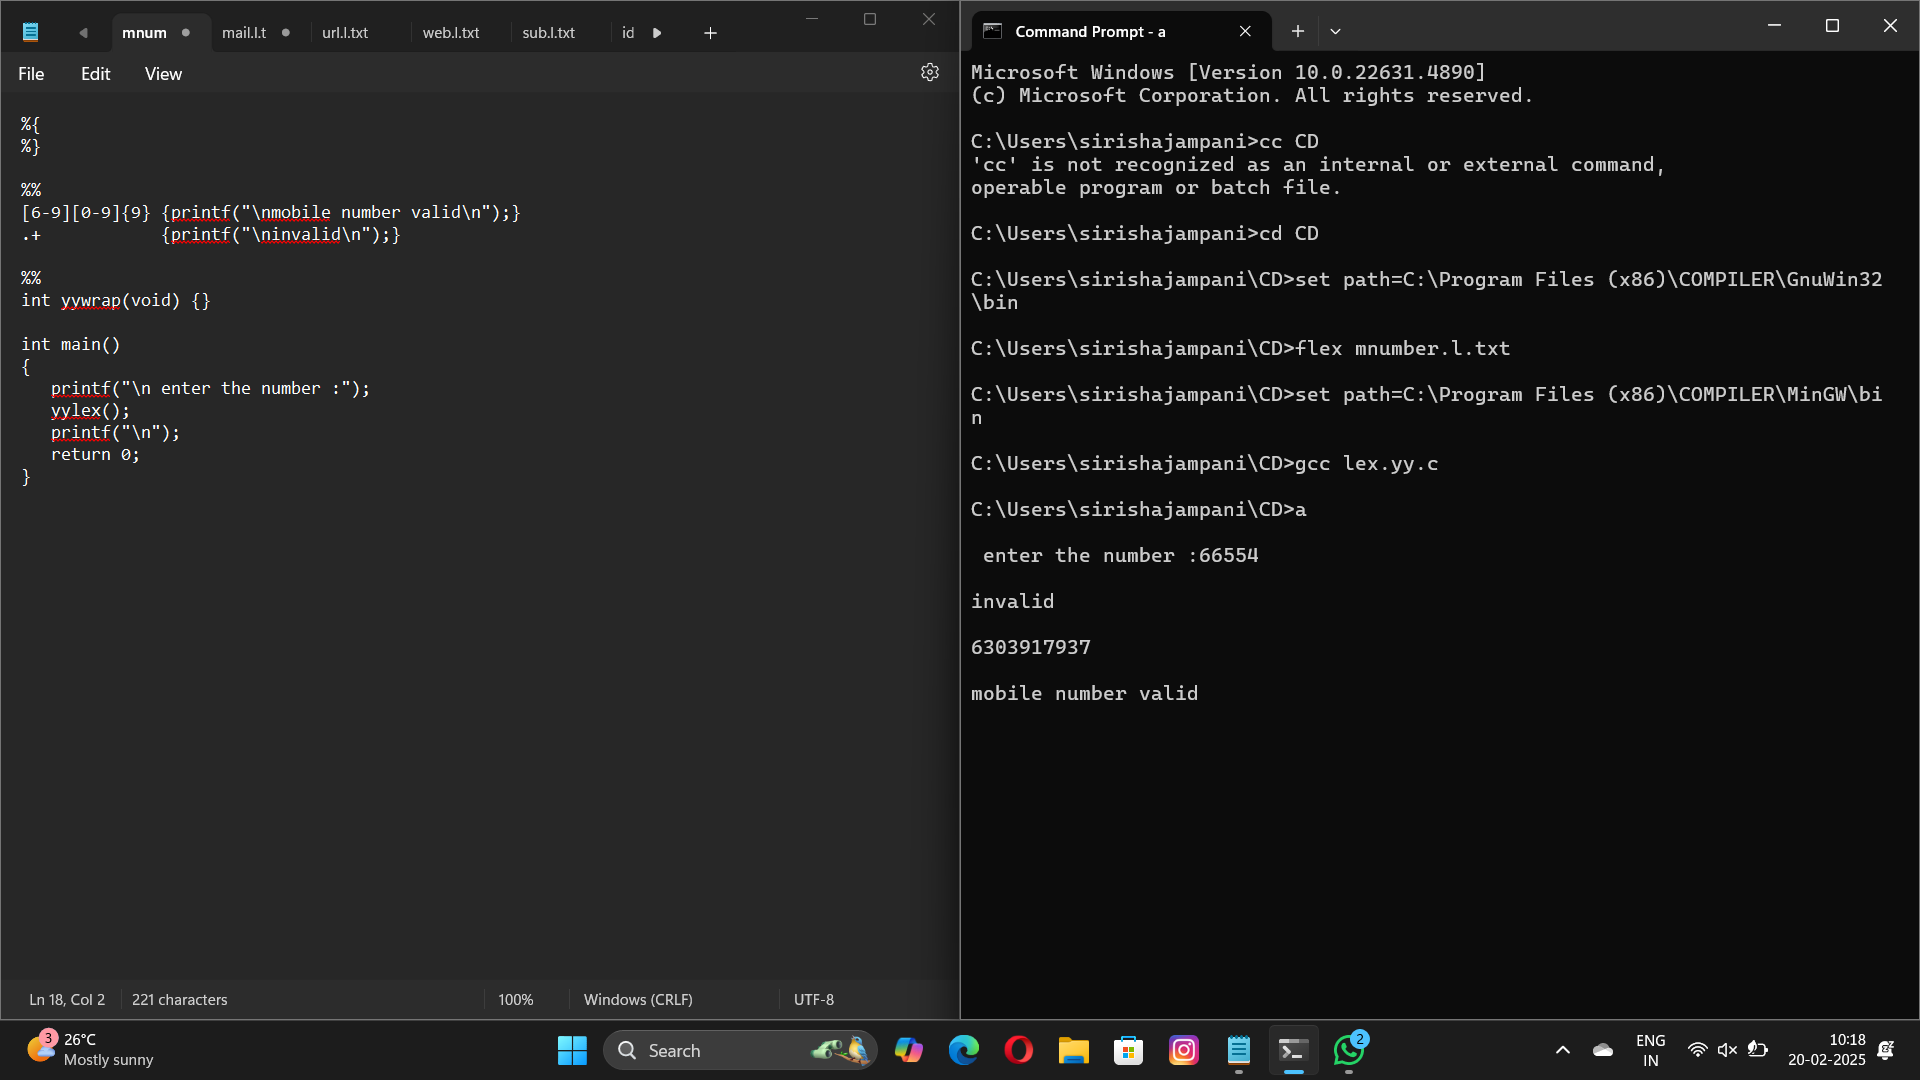 mnum
mail.l.t
url.l.txt
web.l.txt
sub.l.txt
id
File
Edit
View
%{
%}
%%
[6-9][0-9]{9} {printf("\nmobile number valid\n");}
.+            {printf("\ninvalid\n");}
%%
int yywrap(void) {}
int main()
{
   printf("\n enter the number :");
   yylex();
   printf("\n");
   return 0;
}
Ln 18, Col 2
221 characters
100%
Windows (CRLF)
UTF-8
Command Prompt - a
Microsoft Windows [Version 10.0.22631.4890]
(c) Microsoft Corporation. All rights reserved.
C:\Users\sirishajampani>cc CD
'cc' is not recognized as an internal or external command,
operable program or batch file.
C:\Users\sirishajampani>cd CD
C:\Users\sirishajampani\CD>set path=C:\Program Files (x86)\COMPILER\GnuWin32
\bin
C:\Users\sirishajampani\CD>flex mnumber.l.txt
C:\Users\sirishajampani\CD>set path=C:\Program Files (x86)\COMPILER\MinGW\bi
n
C:\Users\sirishajampani\CD>gcc lex.yy.c
C:\Users\sirishajampani\CD>a
 enter the number :66554
invalid
6303917937
mobile number valid
3
26°C
Mostly sunny
Search
2
ENG
IN
10:18
20-02-2025